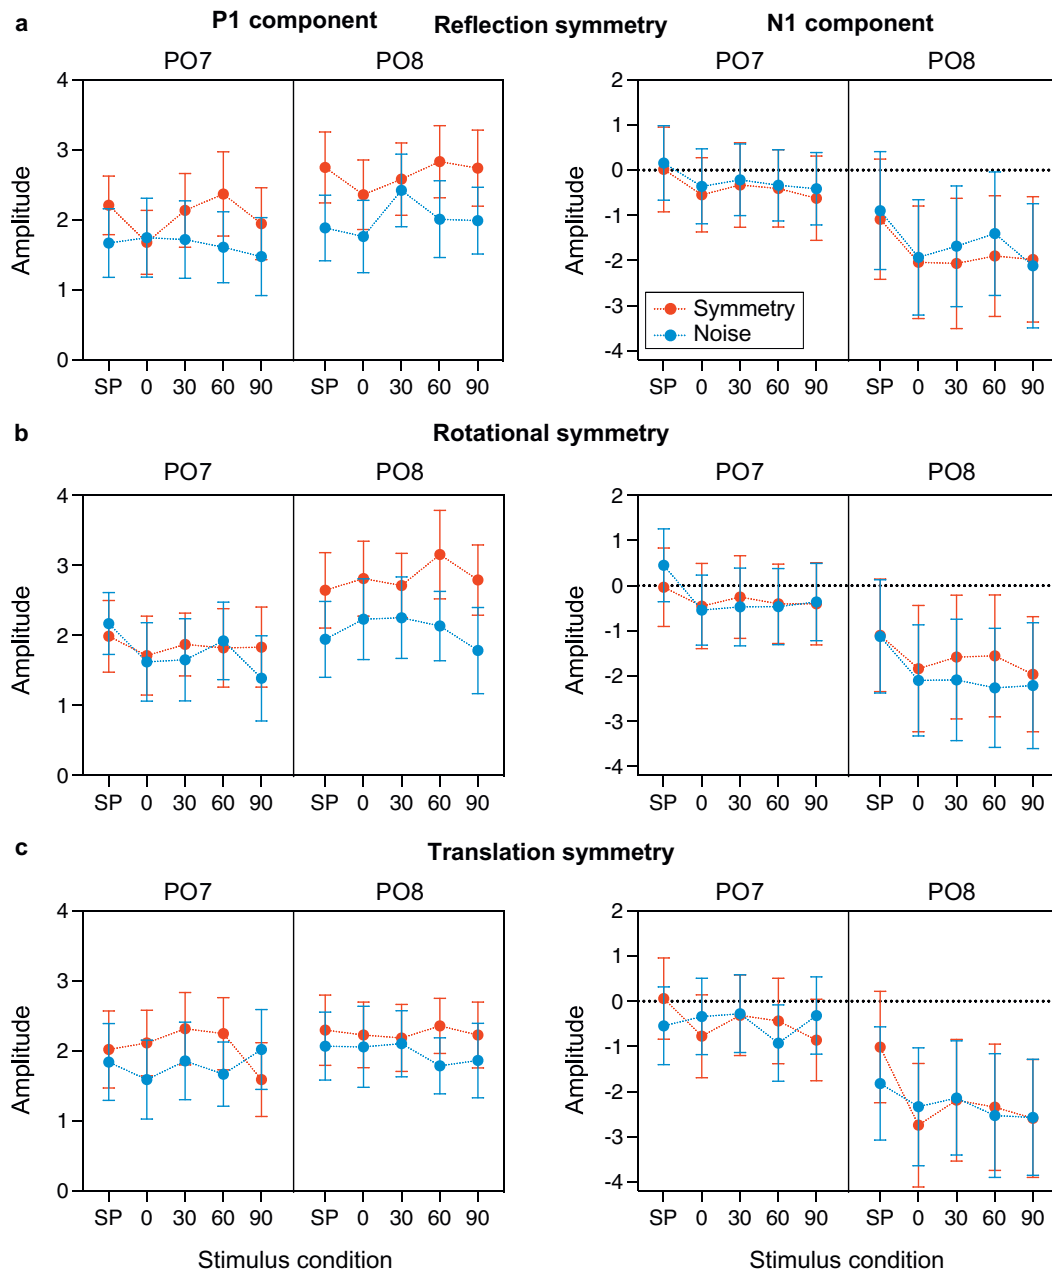 a P1 component Reflection symmetry N1 component
PO7 PO8 PO7 PO8
4
3
2
1
0
Amplitude
SP 0 30 60 90 SP 0 30 60 90
2
1
0
-1
-2
-3
-4
Amplitude
Symmetry
Noise
SP 0 30 60 90 SP 0 30 60 90
b Rotational symmetry
PO7 PO8 PO7 PO8
4
3
2
1
0
Amplitude
SP 0 30 60 90 SP 0 30 60 90
2
1
0
-1
-2
-3
-4
Amplitude
SP 0 30 60 90 SP 0 30 60 90
c Translation symmetry
PO7 PO8 PO7 PO8
4
3
2
1
0
Amplitude
SP 0 30 60 90 SP 0 30 60 90
Stimulus condition
2
1
0
-1
-2
-3
-4
Amplitude
SP 0 30 60 90 SP 0 30 60 90
Stimulus condition